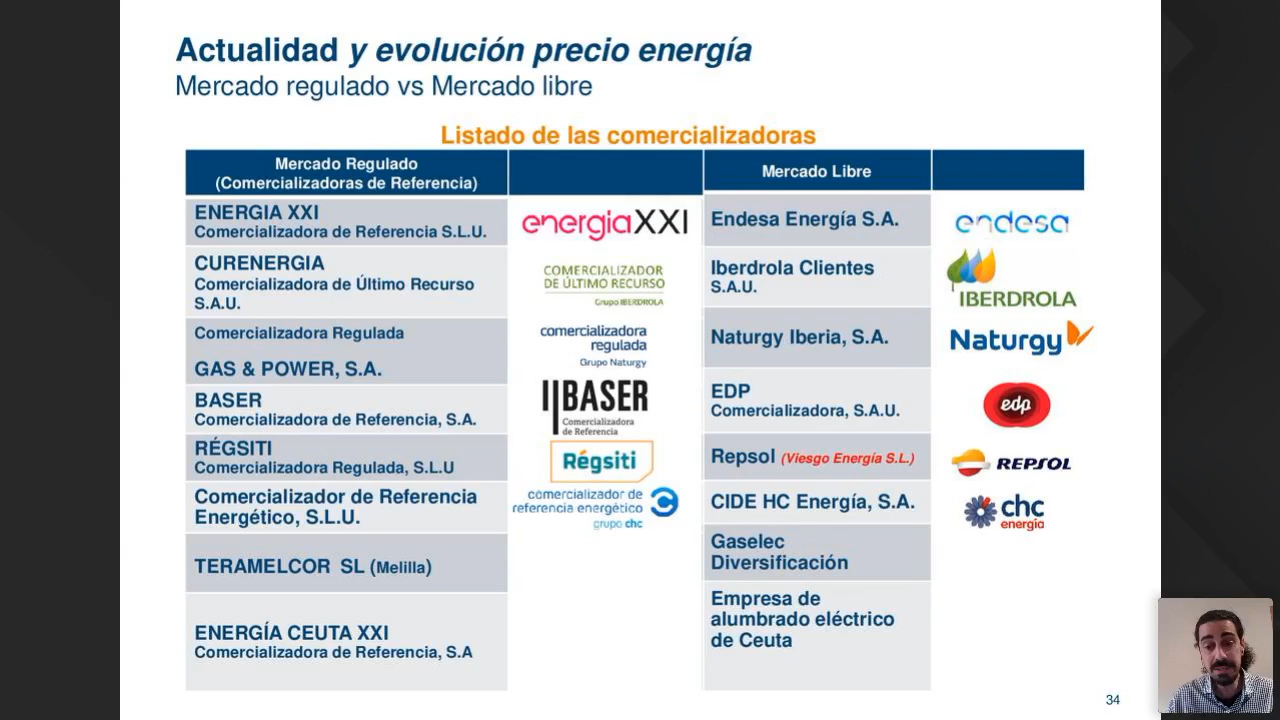 Actualidad y evolución precio energía
Mercado regulado vs Mercado libre
Listado de las comercializadoras
Mercado Regulado
(Comercializadoras de Referencia)
Mercado Libre
ENERGIA XXI
Comercializadora de Referencia S.L.U.
energíaXXI
Endesa Energía S.A.
endesa
CURENERGIA
Comercializadora de Último Recurso
S.A.U.
COMERCIALIZADOR
DE ÚLTIMO RECURSO
Grupo IBERDROLA
Iberdrola Clientes
S.A.U.
IBERDROLA
Comercializadora Regulada
GAS & POWER, S.A.
comercializadora
regulada
Grupo Naturgy
Naturgy Iberia, S.A.
Naturgy
BASER
Comercializadora de Referencia, S.A.
BASER
Comercializadora
de Referencia
EDP
Comercializadora, S.A.U.
edp
RÉGSITI
Comercializadora Regulada, S.L.U
Régsiti
Repsol (Viesgo Energía S.L.)
REPSOL
Comercializador de Referencia
Energético, S.L.U.
comercializador de
referencia energético
grupo chc
CIDE HC Energía, S.A.
chc
energía
TERAMELCOR SL (Melilla)
Gaselec
Diversificación
ENERGÍA CEUTA XXI
Comercializadora de Referencia, S.A
Empresa de
alumbrado eléctrico
de Ceuta
34